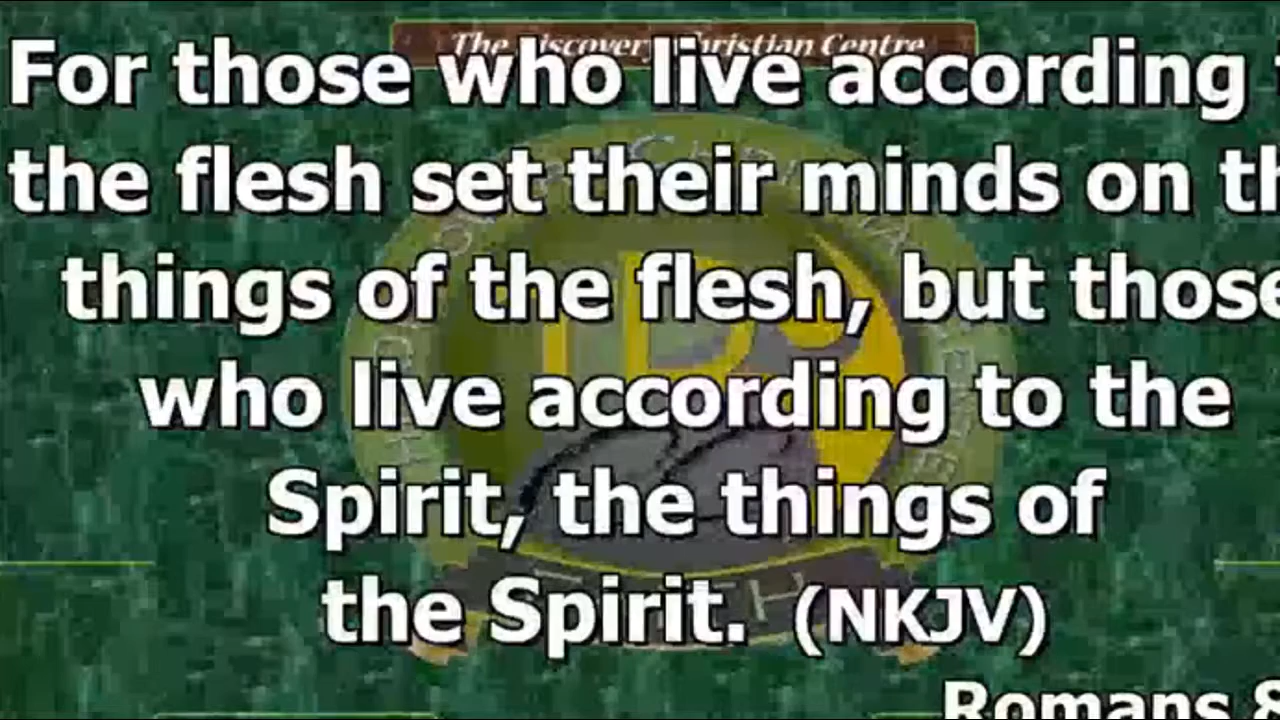 The Discovery Christian Centre
For those who live according
the flesh set their minds on th
things of the flesh, but those
who live according to the
Spirit, the things of
the Spirit. (NKJV)
Romans 8